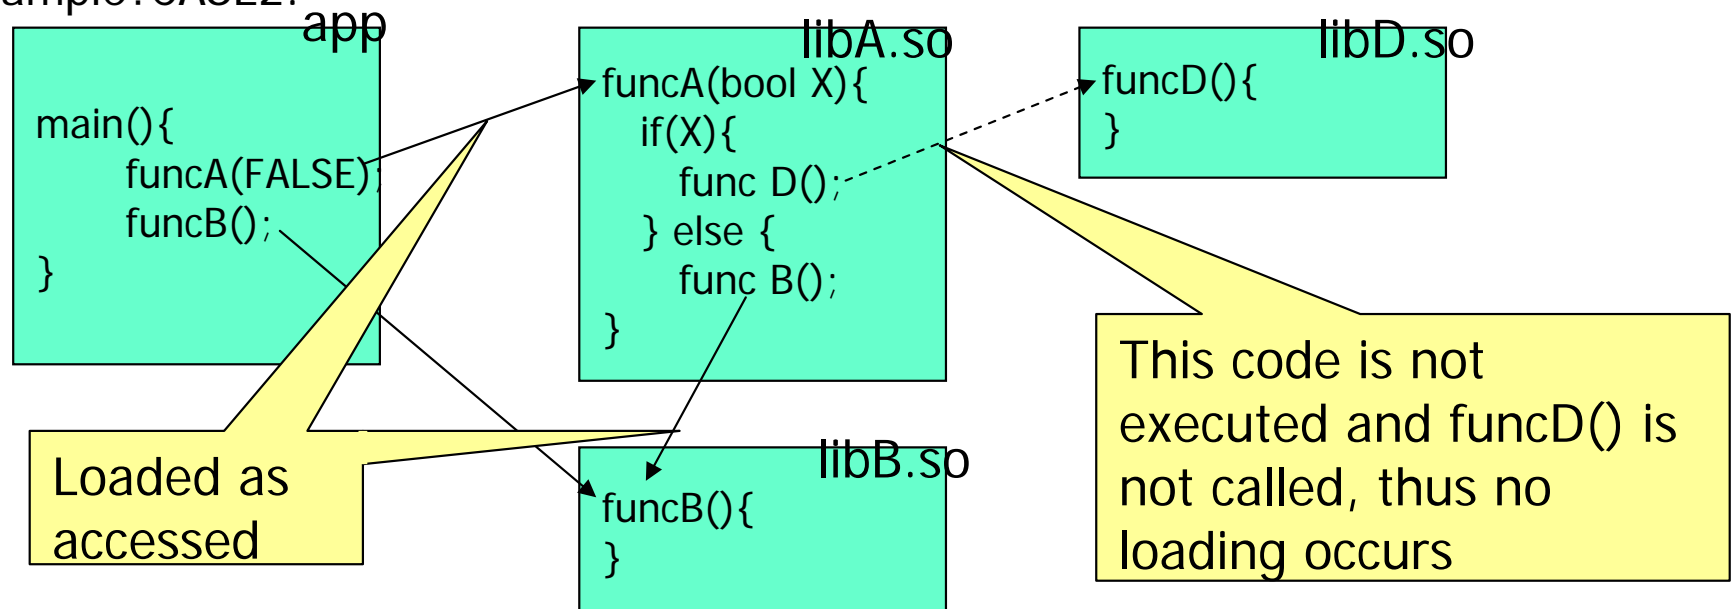 app
main(){
funcA(FALSE);
funcB();
}
libA.so
funcA(bool X){
if(X){
func D();
} else {
func B();
}
libD.so
funcD(){
}
libB.so
funcB(){
}
Loaded as
accessed
This code is not
executed and funcD() is
not called, thus no
loading occurs